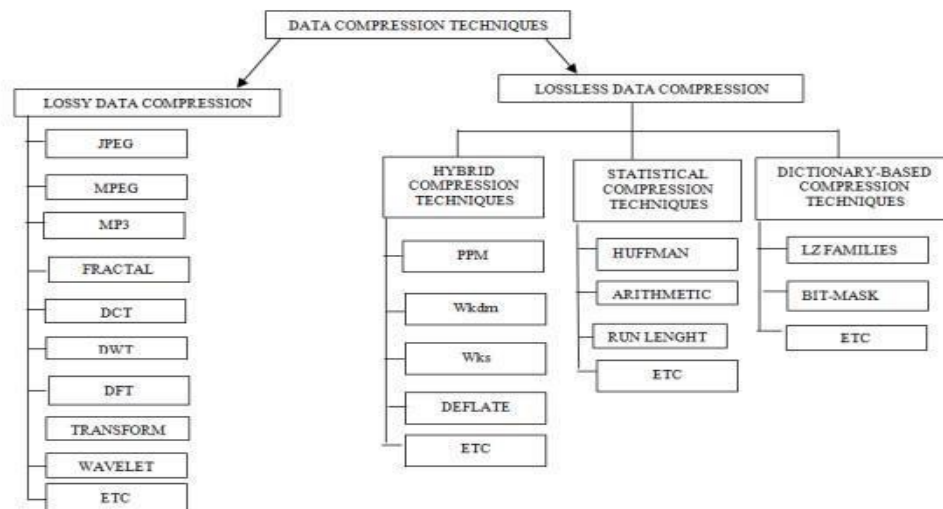 DATA COMPRESSION TECHNIQUES
LOSSY DATA COMPRESSION
JPEG
MPEG
MP3
FRACTAL
DCT
DWT
DFT
TRANSFORM
WAVELET
ETC
LOSSLESS DATA COMPRESSION
HYBRID
COMPRESSION
TECHNIQUES
PPM
Wkdm
Wks
DEFLATE
ETC
STATISTICAL
COMPRESSION
TECHNIQUES
HUFFMAN
ARITHMETIC
RUN LENGHT
ETC
DICTIONARY-BASED
COMPRESSION
TECHNIQUES
LZ FAMILIES
BIT-MASK
ETC